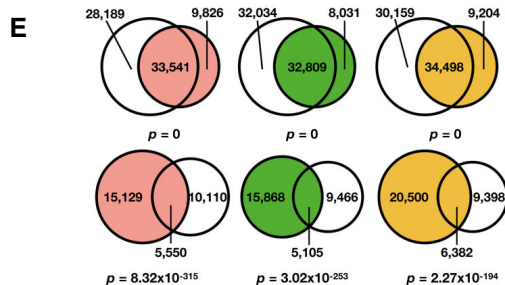 E
28,189 9,826 32,034 8,031 30,159 9,204
33,541 32,809 34,498
p = 0 p = 0 p = 0
15,129 10,110 15,868 9,466 20,500 9,398
5,550 5,105 6,382
p = 8.32x10⁻³¹⁵ p = 3.02x10⁻²⁵³ p = 2.27x10⁻¹⁹⁴